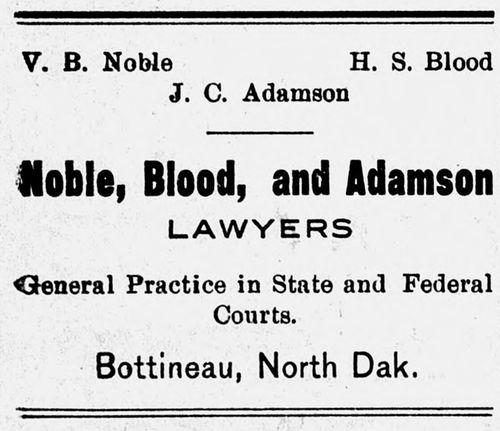 V. B. Noble H. S. Blood
J. C. Adamson
Noble, Blood, and Adamson
LAWYERS
General Practice in State and Federal
Courts.
Bottineau, North Dak.